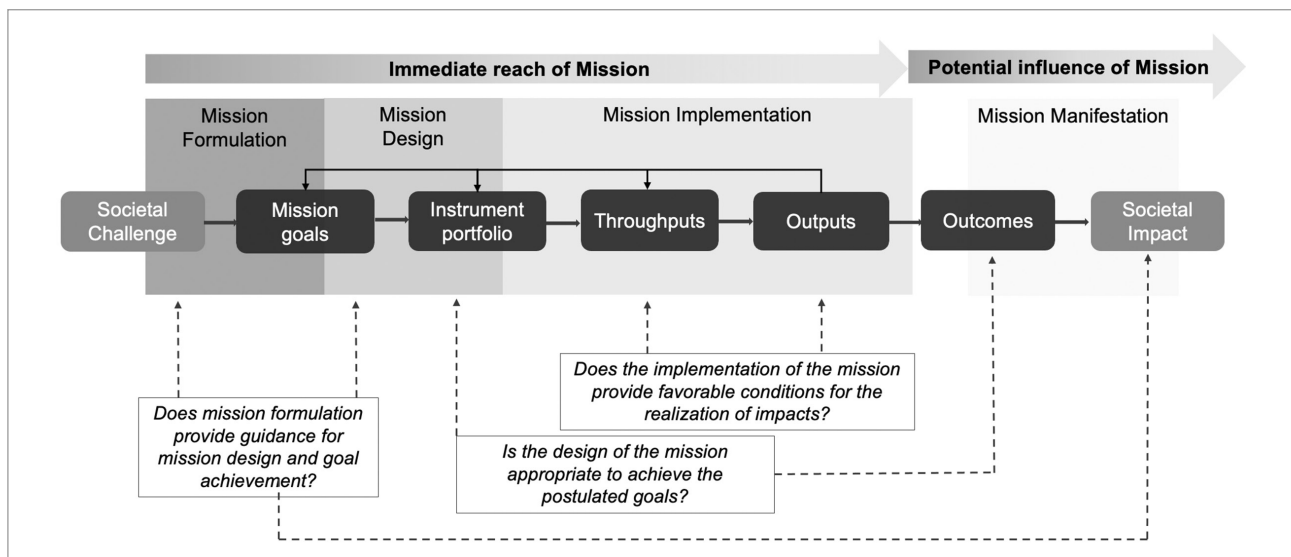 Immediate reach of Mission
Potential influence of Mission
Mission
Formulation
Mission
Design
Mission Implementation
Mission Manifestation
Societal
Challenge
Mission
goals
Instrument
portfolio
Throughputs
Outputs
Outcomes
Societal
Impact
Does the implementation of the mission
provide favorable conditions for the
realization of impacts?
Does mission formulation
provide guidance for
mission design and goal
achievement?
Is the design of the mission
appropriate to achieve the
postulated goals?